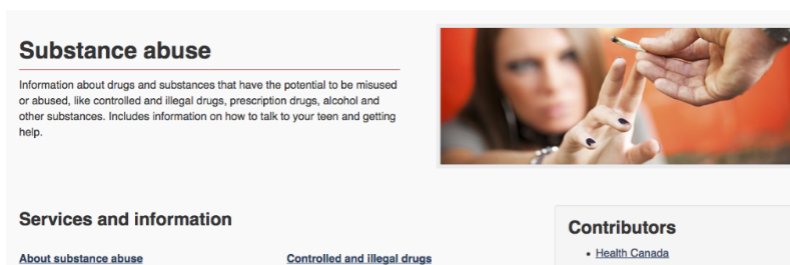 Substance abuse
Information about drugs and substances that have the potential to be misused
or abused, like controlled and illegal drugs, prescription drugs, alcohol and
other substances. Includes information on how to talk to your teen and getting
help.
Services and information
About substance abuse
Controlled and illegal drugs
Contributors
• Health Canada